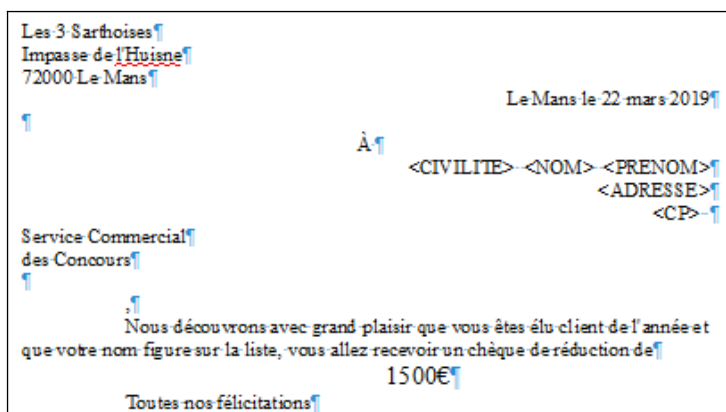 Les 3 Sarthoises¶
Impasse de l'Huisne¶
72000 Le Mans¶
Le Mans le 22 mars 2019¶
¶
À ¶
<CIVILITE> <NOM> <PRENOM>¶
<ADRESSE>¶
<CP> ¶
Service Commercial¶
des Concours¶
¶
,¶
Nous découvrons avec grand plaisir que vous êtes élu client de l'année et
que votre nom figure sur la liste, vous allez recevoir un chèque de réduction de¶
1500€¶
Toutes nos félicitations¶